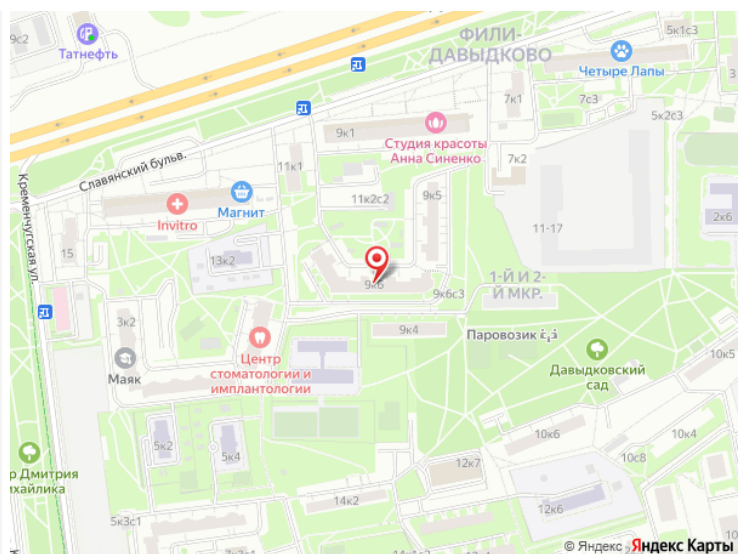 9с2
Татнефть
ФИЛИ-
ДАВЫДКОВО
5к1с3
Четыре Лапы
3
7к1
7с3
5к2с3
9к1
Студия красоты
Анна Синенко
7к2
Славянский бульв.
11к1
Кременчугская ул.
Invitro
Магнит
11к2с2
9к5
11-17
2к6
15
13к2
9к6
9к6с3
1-Й И 2-
Й МКР.
3к2
9к4
Паровозик
Маяк
Центр
стоматологии и
имплантологии
Давыдковский
сад
10к5
5к2
5к4
10к6
10к4
10с8
12к7
р Дмитрия
ихайлика
14к2
12к6
5к3с1
© Яндекс Яндекс Карты